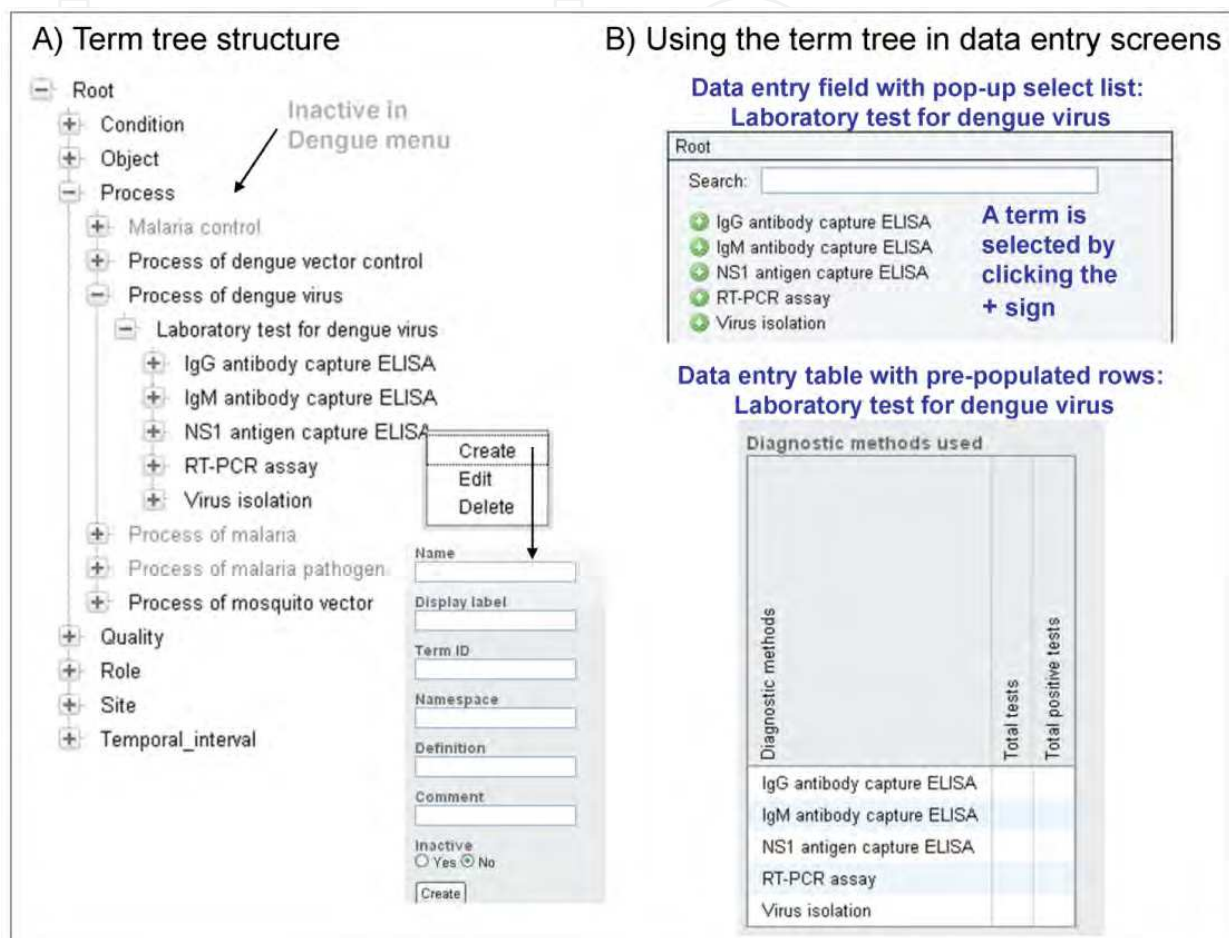 A) Term tree structure
Root
Condition
Object
Process
Malaria control
Process of dengue vector control
Process of dengue virus
Laboratory test for dengue virus
IgG antibody capture ELISA
IgM antibody capture ELISA
NS1 antigen capture ELISA
RT-PCR assay
Virus isolation
Process of malaria
Process of malaria pathogen
Process of mosquito vector
Quality
Role
Site
Temporal_interval
Inactive in
Dengue menu
Create
Edit
Delete
Name
Display label
Term ID
Namespace
Definition
Comment
Inactive
Yes No
Create
B) Using the term tree in data entry screens
Data entry field with pop-up select list:
Laboratory test for dengue virus
Root
Search:
IgG antibody capture ELISA
IgM antibody capture ELISA
NS1 antigen capture ELISA
RT-PCR assay
Virus isolation
A term is
selected by
clicking the
+ sign
Data entry table with pre-populated rows:
Laboratory test for dengue virus
Diagnostic methods used
Diagnostic methods
Total tests
Total positive tests
IgG antibody capture ELISA
IgM antibody capture ELISA
NS1 antigen capture ELISA
RT-PCR assay
Virus isolation